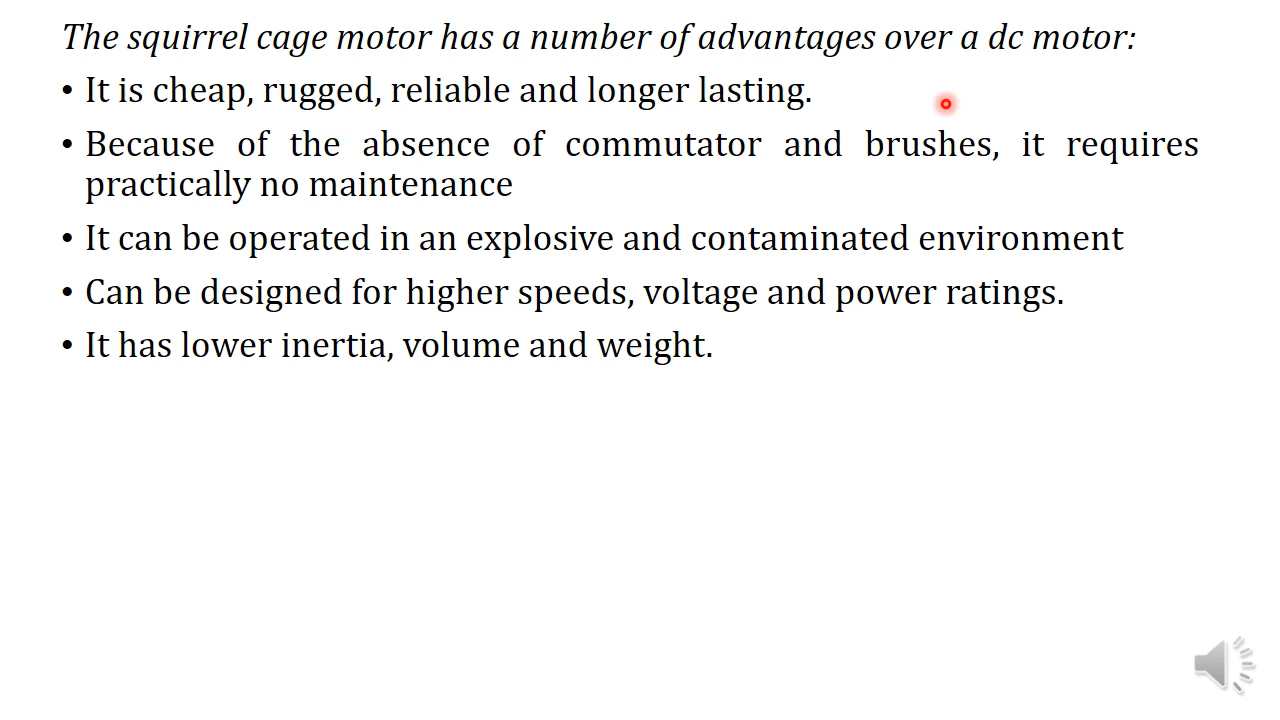 The squirrel cage motor has a number of advantages over a dc motor:
• It is cheap, rugged, reliable and longer lasting.
• Because of the absence of commutator and brushes, it requires
practically no maintenance
• It can be operated in an explosive and contaminated environment
• Can be designed for higher speeds, voltage and power ratings.
• It has lower inertia, volume and weight.